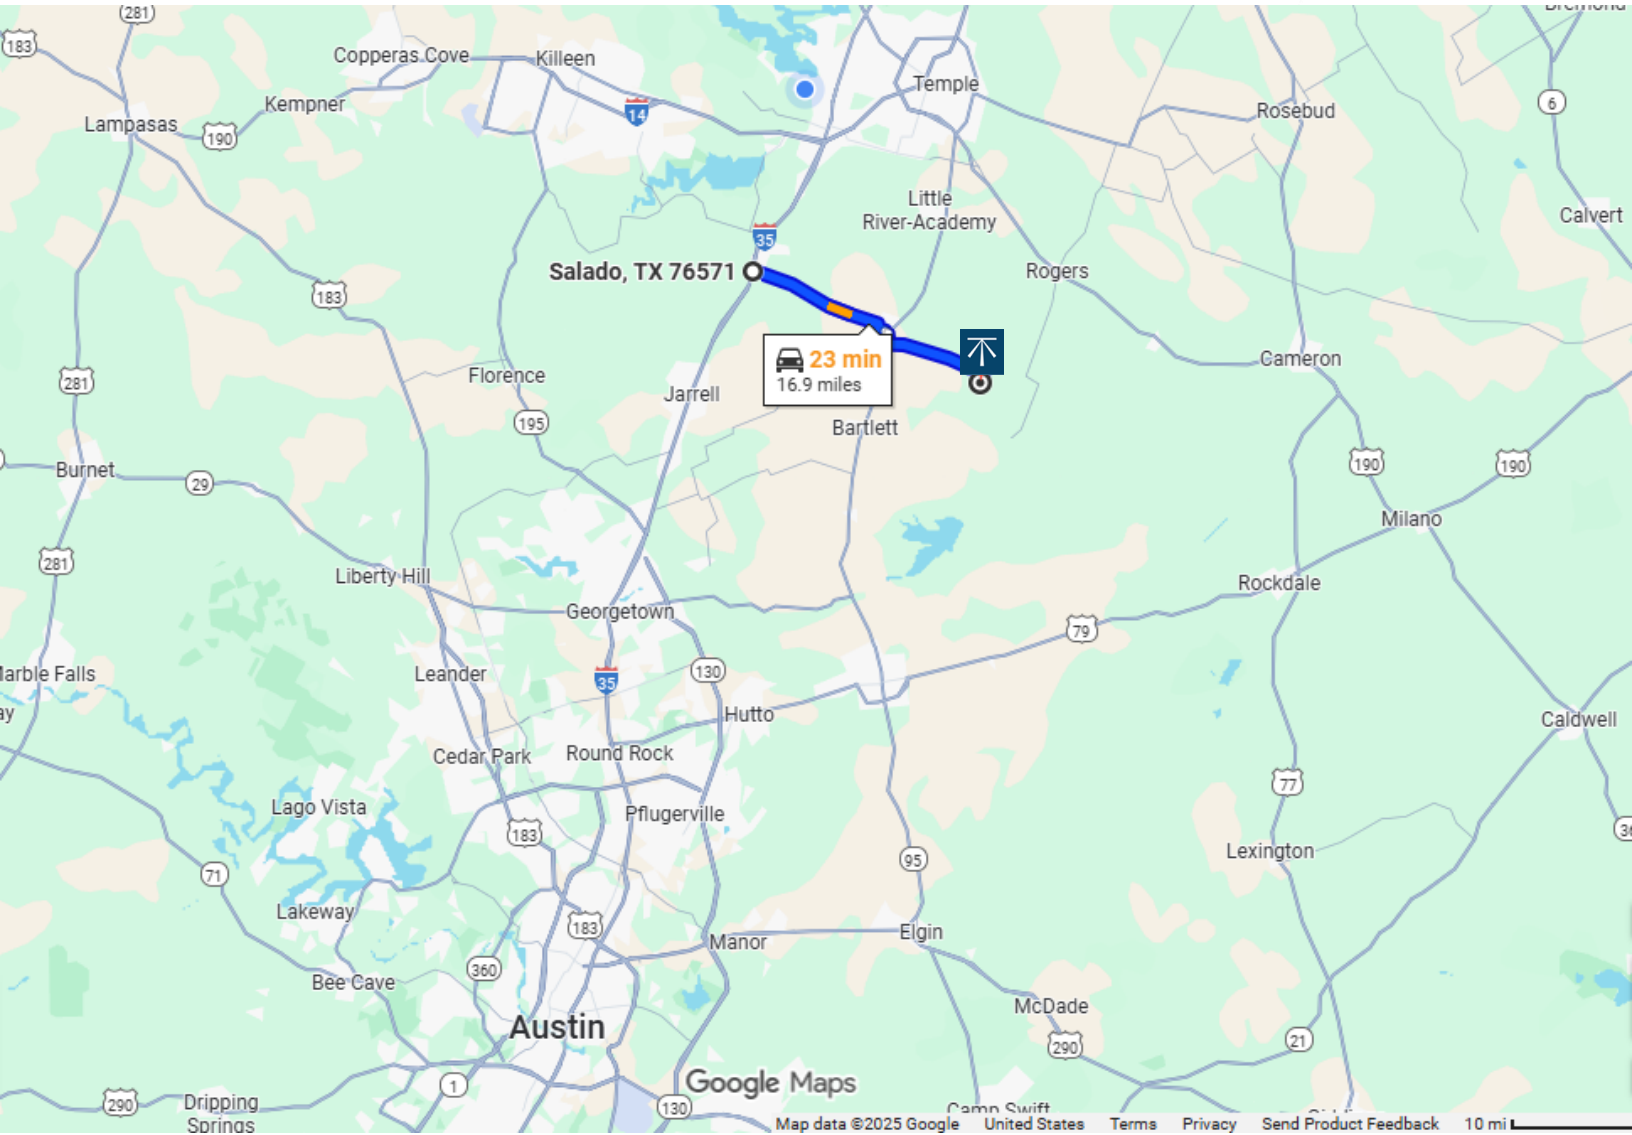 281
Bremond
183
Copperas Cove
Killeen
Temple
14
Kempner
6
Rosebud
Lampasas
190
Little
River-Academy
Calvert
35
Salado, TX 76571
Rogers
183
23 min
16.9 miles
Cameron
Florence
281
Jarrell
195
Bartlett
Burnet
29
190
190
Milano
281
Liberty Hill
Rockdale
Georgetown
79
Leander
130
Marble Falls
35
Hutto
Caldwell
Cedar Park
Round Rock
77
Lago Vista
Pflugerville
183
Lexington
95
71
Lakeway
183
Elgin
Manor
360
Bee Cave
McDade
Austin
290
21
Google Maps
1
290
Dripping
Springs
130
Camp Swift
Map data ©2025 Google United States Terms Privacy Send Product Feedback 10 mi